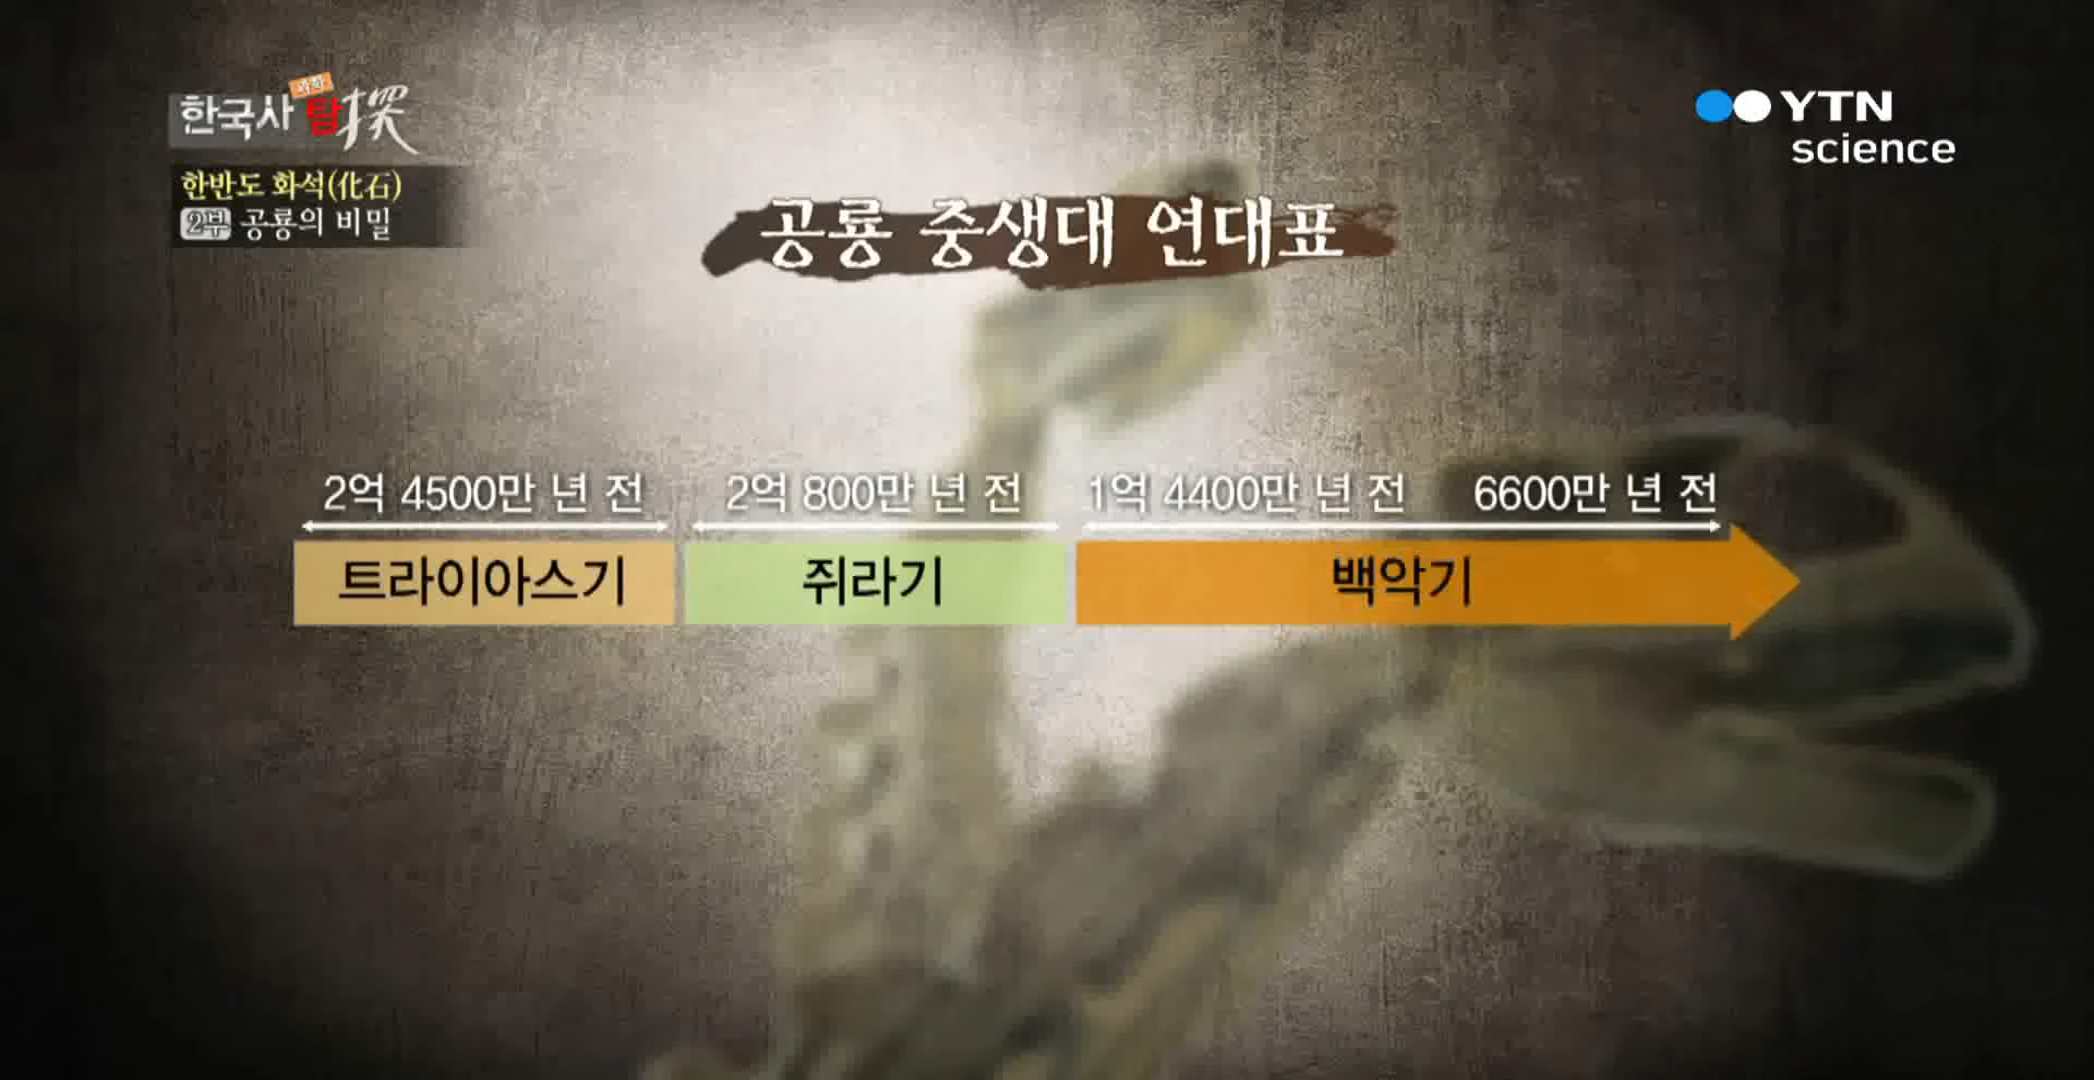 과학
한국사 탐探
한반도 화석(化石)
2부 공룡의 비밀
YTN
science
공룡 중생대 연대표
2억 4500만 년 전
2억 800만 년 전
1억 4400만 년 전
6600만 년 전
트라이아스기
쥐라기
백악기